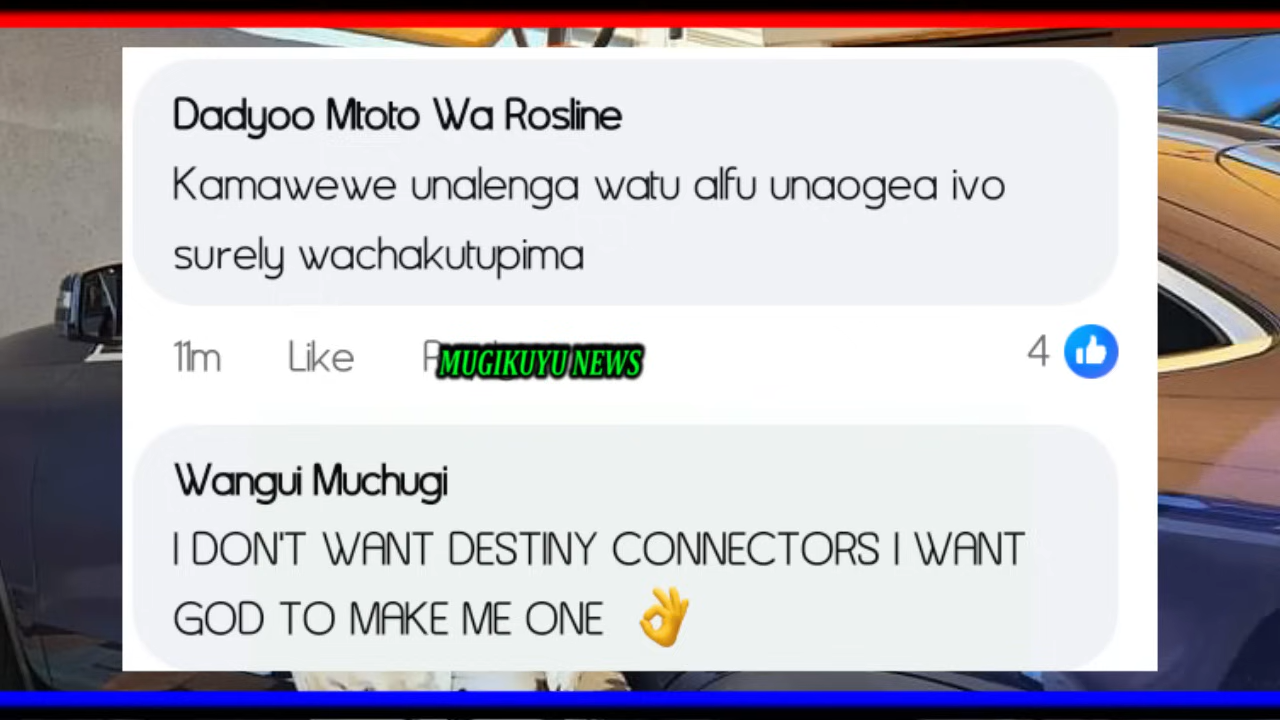 Dadyoo Mtoto Wa Rosline
Kamawewe unalenga watu alfu unaogea ivo
surely wachakutupima
11m Like MUGIKUYU NEWS 4
Wangui Muchugi
I DON'T WANT DESTINY CONNECTORS I WANT
GOD TO MAKE ME ONE 👌